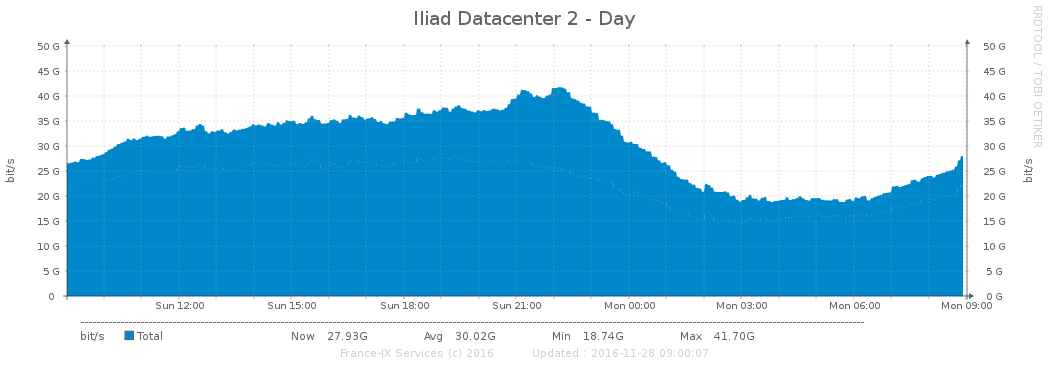 Iliad Datacenter 2 - Day
RRDTOOL / TOBI OETIKER
50 G 50 G
45 G 45 G
40 G 40 G
35 G 35 G
30 G 30 G
25 G 25 G
20 G 20 G
15 G 15 G
10 G 10 G
5 G 5 G
0 0 G
bit/s bit/s
Sun 12:00 Sun 15:00 Sun 18:00 Sun 21:00 Mon 00:00 Mon 03:00 Mon 06:00 Mon 09:00
bit/s Total Now 27.93G Avg 30.02G Min 18.74G Max 41.70G
France-IX Services (c) 2016 Updated : 2016-11-28 09:00:07